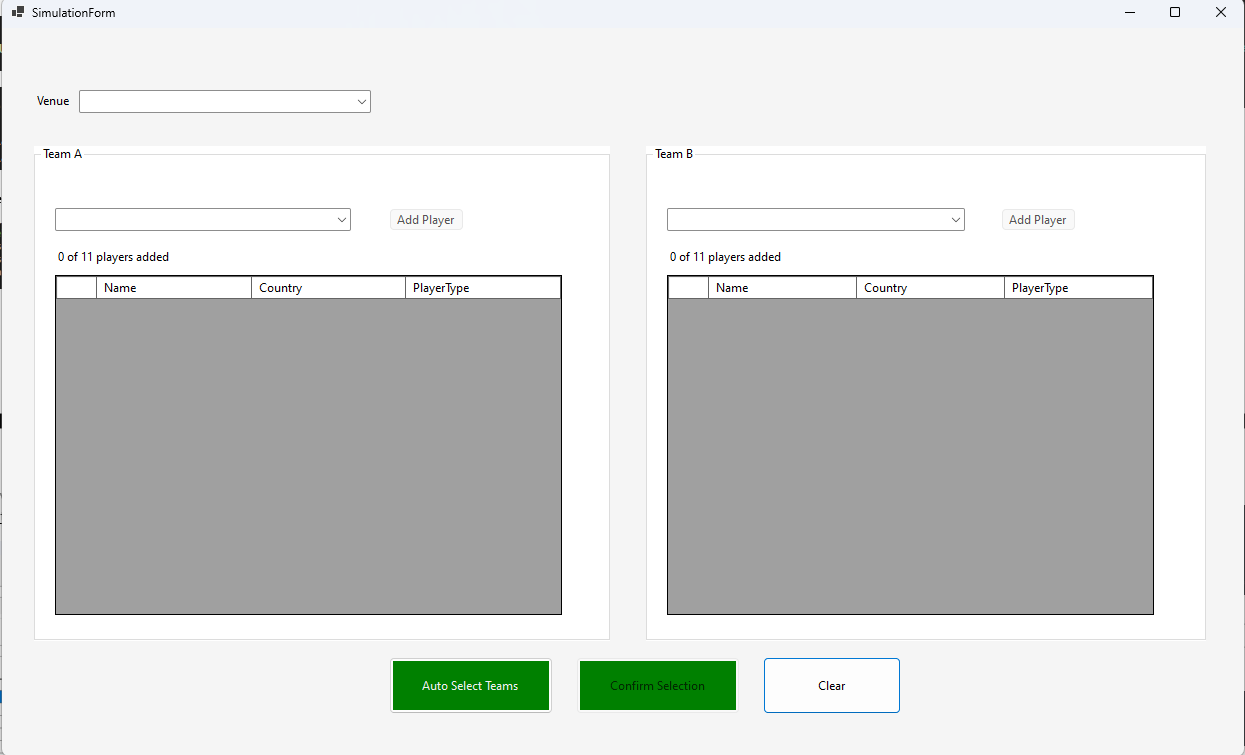 SimulationForm
Venue
Team A
Add Player
0 of 11 players added
Name Country PlayerType
Team B
Add Player
0 of 11 players added
Name Country PlayerType
Auto Select Teams
Confirm Selection
Clear